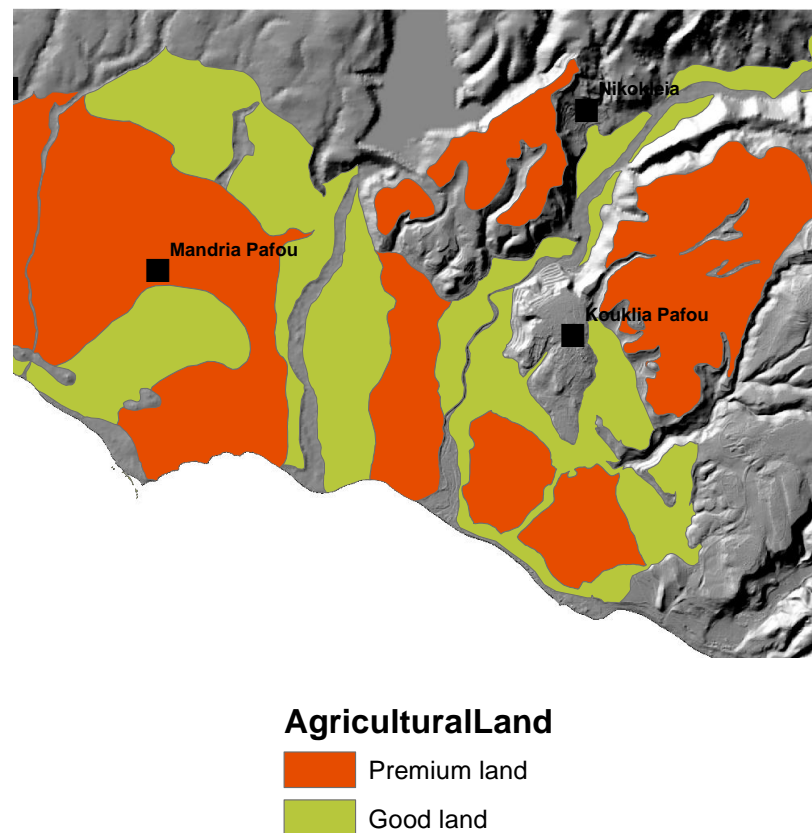 Nikokleia
Mandria Pafou
Kouklia Pafou
AgriculturalLand
Premium land
Good land